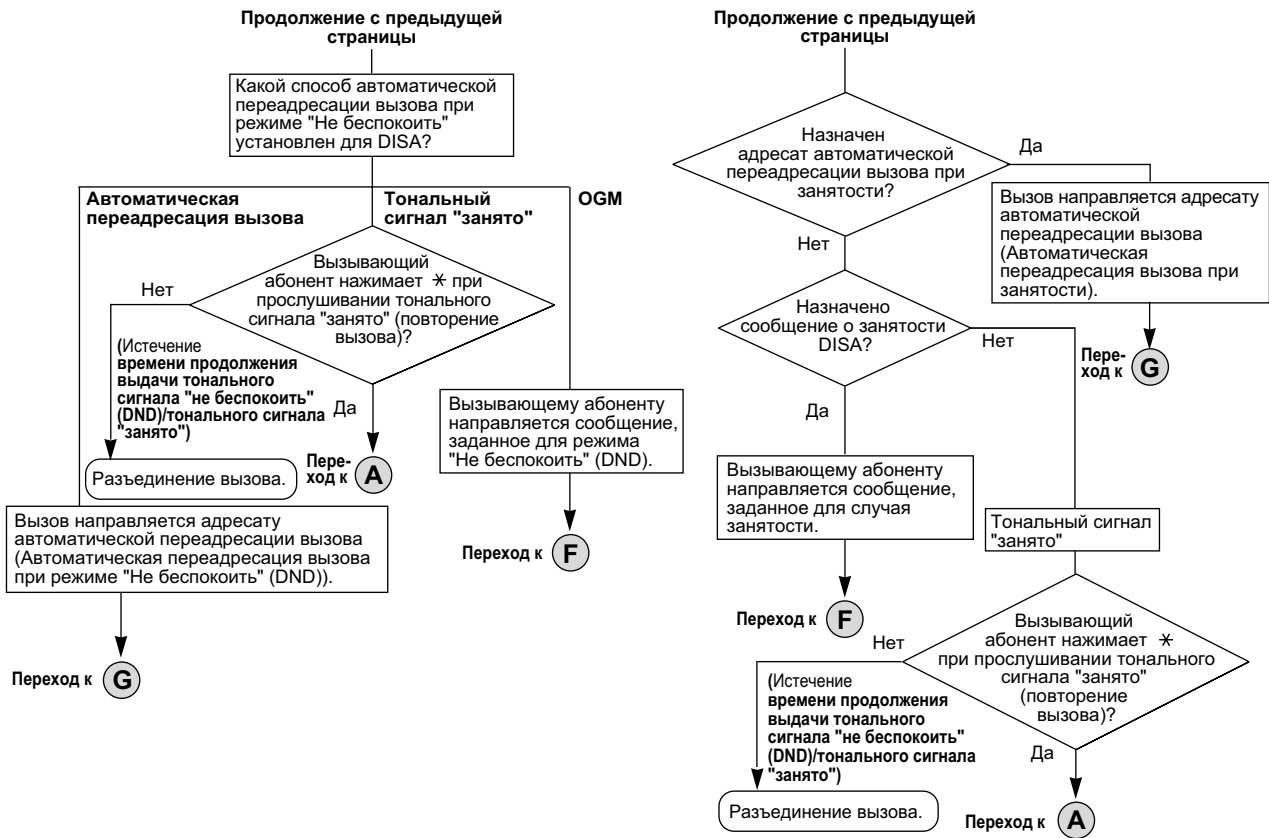 Продолжение с предыдущей
страницы
Какой способ автоматической
переадресации вызова при
режиме "Не беспокоить"
установлен для DISA?
Автоматическая
переадресация вызова
Тональный
сигнал "занято"
OGM
Вызывающий
абонент нажимает * при
прослушивании тонального
сигнала "занято" (повторение
вызова)?
Нет
(Истечение
времени продолжения
выдачи тонального
сигнала "не беспокоить"
(DND)/тонального сигнала
"занято")
Да
Разъединение вызова.
Пере-
ход к A
Вызывающему абоненту
направляется сообщение,
заданное для режима
"Не беспокоить" (DND).
Переход к F
Вызов направляется адресату
автоматической переадресации вызова
(Автоматическая переадресация вызова
при режиме "Не беспокоить" (DND)).
Переход к G
Продолжение с предыдущей
страницы
Назначен
адресат автоматической
переадресации вызова при
занятости?
Да
Вызов направляется адресату
автоматической
переадресации вызова
(Автоматическая
переадресация вызова при
занятости).
Пере-
ход к G
Нет
Назначено
сообщение о занятости
DISA?
Нет
Да
Вызывающему абоненту
направляется сообщение,
заданное для случая
занятости.
Переход к F
Тональный сигнал
"занято"
Вызывающий
абонент нажимает *
при прослушивании тонального
сигнала "занято"
(повторение
вызова)?
Нет
(Истечение
времени продолжения
выдачи тонального
сигнала "не беспокоить"
(DND)/тонального сигнала
"занято")
Да
Разъединение вызова.
Переход к A